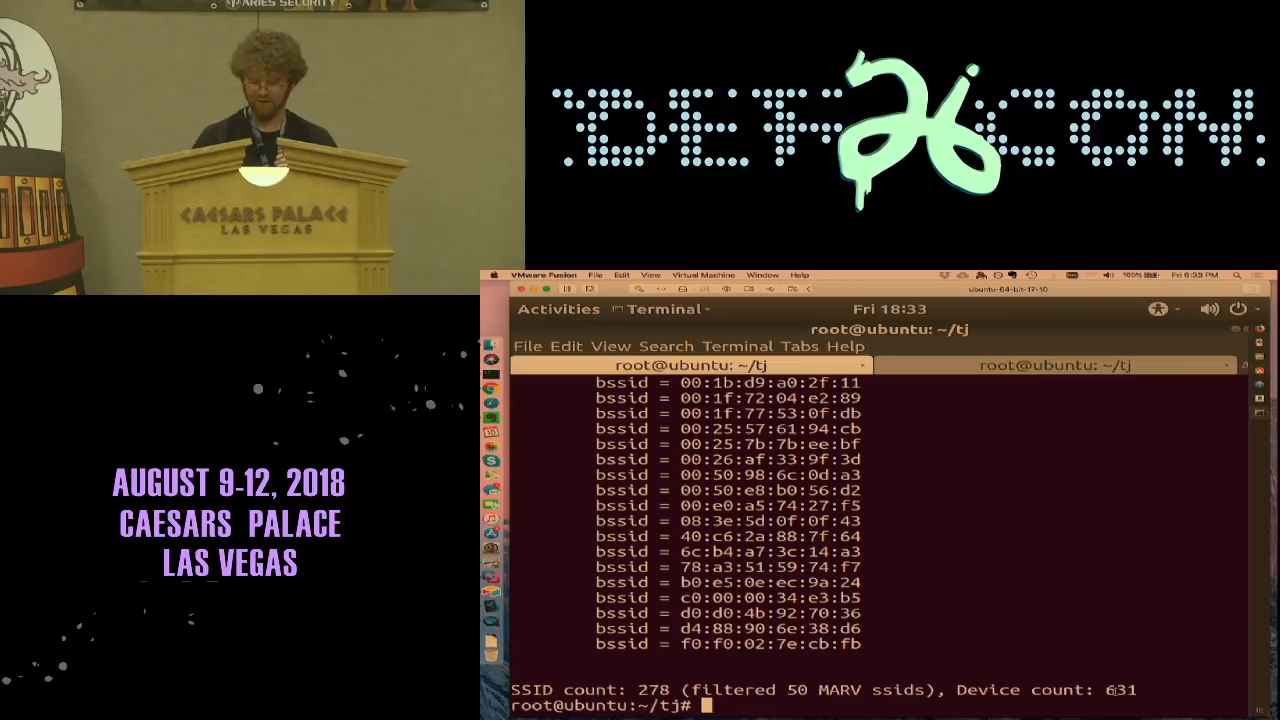 ARIES SECURITY
CAESARS PALACE
LAS VEGAS
DEF CON
26
AUGUST 9-12, 2018
CAESARS PALACE
LAS VEGAS
VMware Fusion File Edit View Virtual Machine Window Help 100% Fri 6:33 PM
ubuntu-64-bit-17-10
Activities Terminal Fri 18:33
root@ubuntu: ~/tj
File Edit View Search Terminal Tabs Help
root@ubuntu: ~/tj root@ubuntu: ~/tj
bssid = 00:1b:d9:a0:2f:11
bssid = 00:1f:72:04:e2:89
bssid = 00:1f:77:53:0f:db
bssid = 00:25:57:61:94:cb
bssid = 00:25:7b:7b:ee:bf
bssid = 00:26:af:33:9f:3d
bssid = 00:50:98:6c:0d:a3
bssid = 00:50:e8:b0:56:d2
bssid = 00:e0:a5:74:27:f5
bssid = 08:3e:5d:0f:0f:43
bssid = 40:c6:2a:88:7f:64
bssid = 6c:b4:a7:3c:14:a3
bssid = 78:a3:51:59:74:f7
bssid = b0:e5:0e:ec:9a:24
bssid = c0:00:00:34:e3:b5
bssid = d0:d0:4b:92:70:36
bssid = d4:88:90:6e:38:d6
bssid = f0:f0:02:7e:cb:fb
SSID count: 278 (filtered 50 MARV ssids), Device count: 631
root@ubuntu:~/tj#